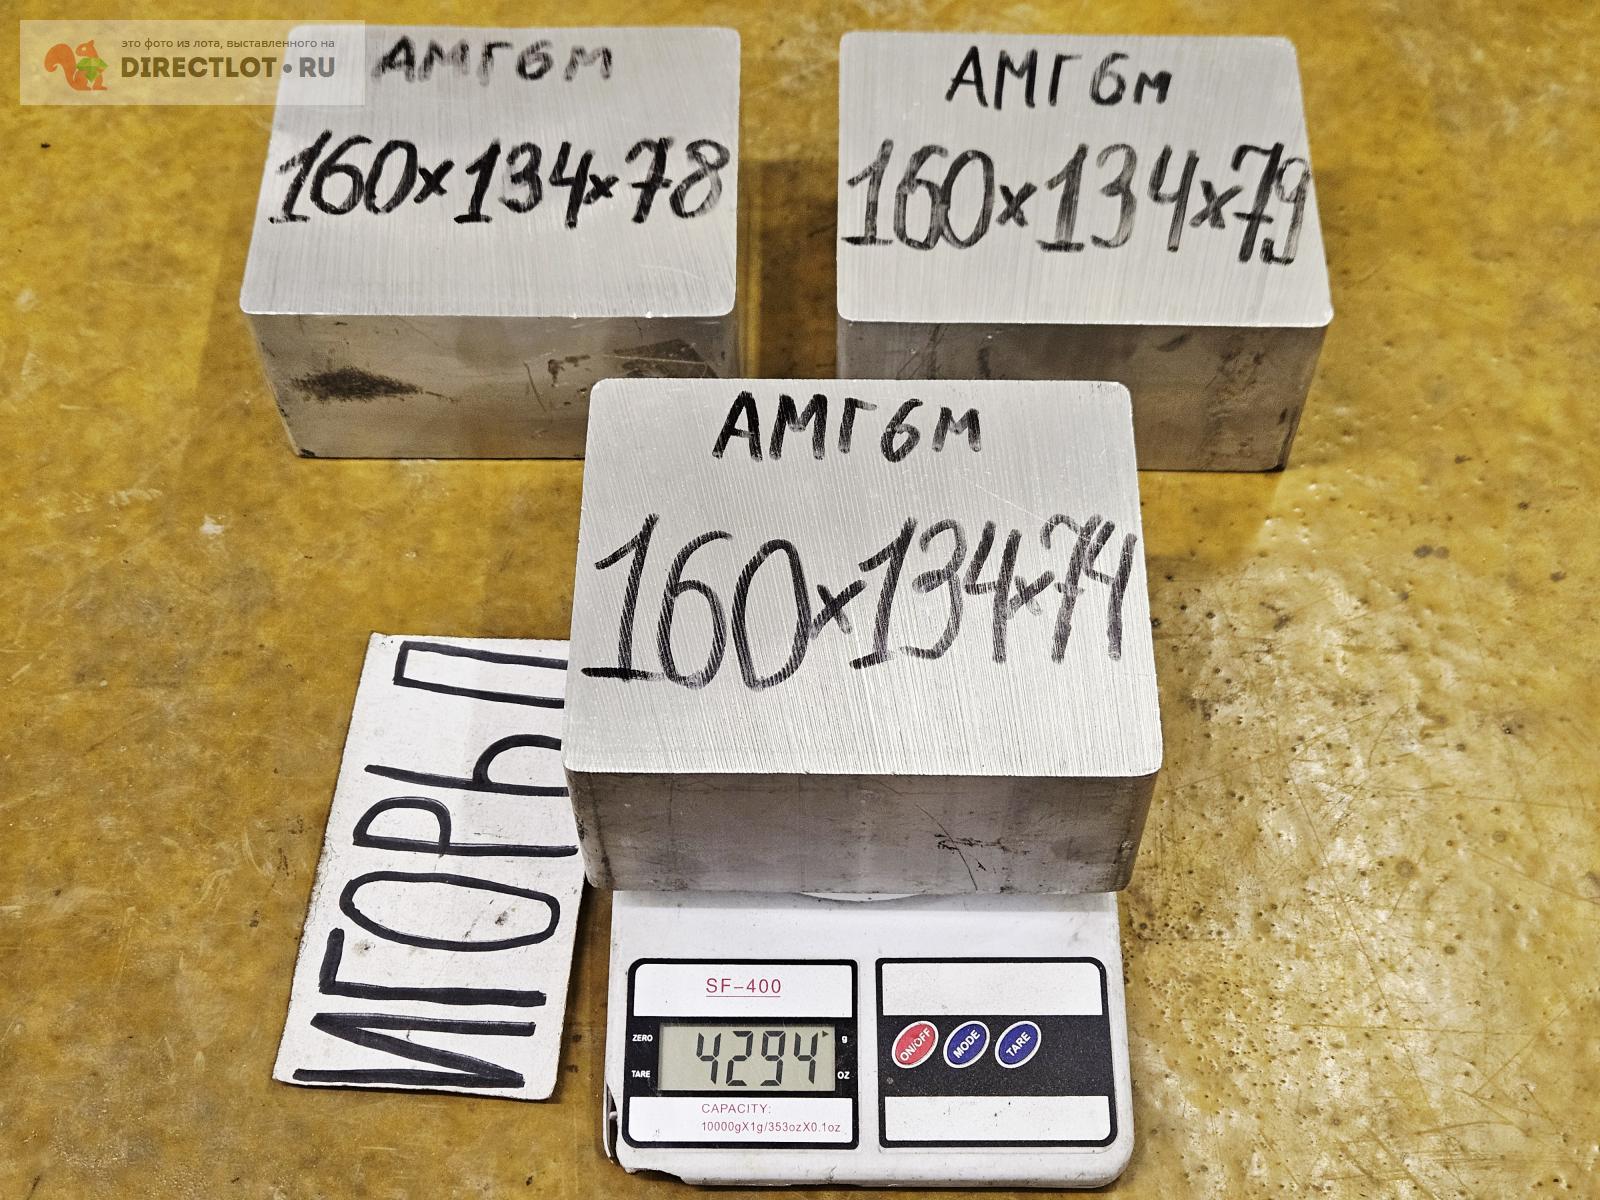 это фото из лота, выставленного на
DIRECTLOT•RU
АМГ6М
160×134×78
АМГ6М
160×134×79
АМГ6М
160×134×74
ИГОРЬП
SF-400
ZERO
TARE
4294
g
OZ
CAPACITY:
10000gX1g/353ozX0.1oz
ON/OFF
MODE
TARE